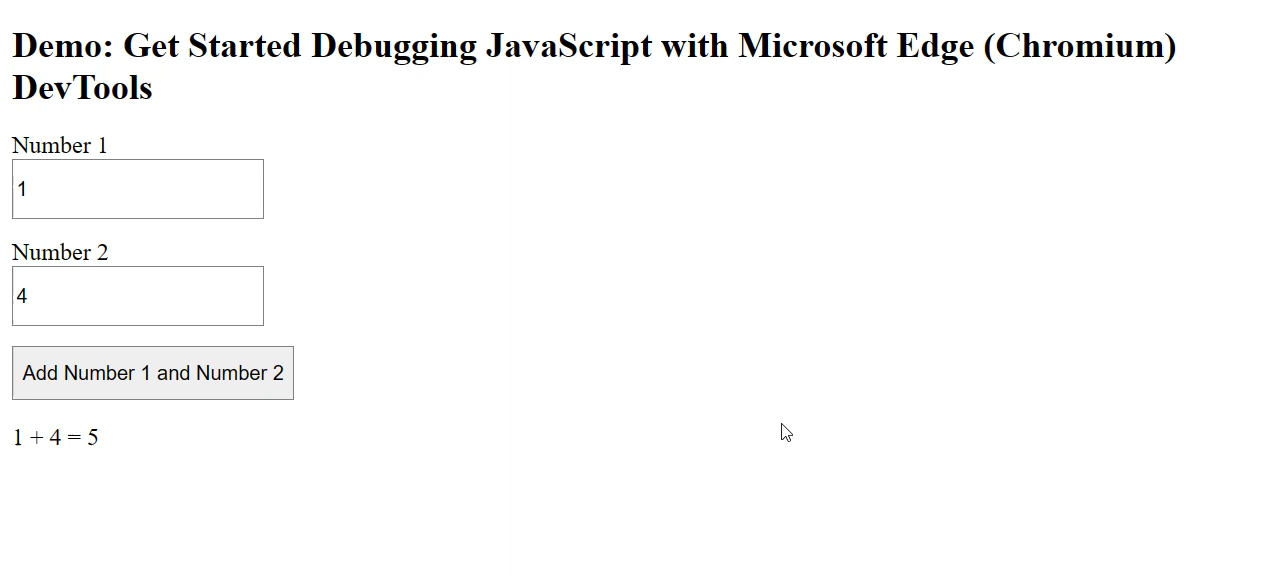 Demo: Get Started Debugging JavaScript with Microsoft Edge (Chromium)
DevTools
Number 1
1
Number 2
4
Add Number 1 and Number 2
1 + 4 = 5